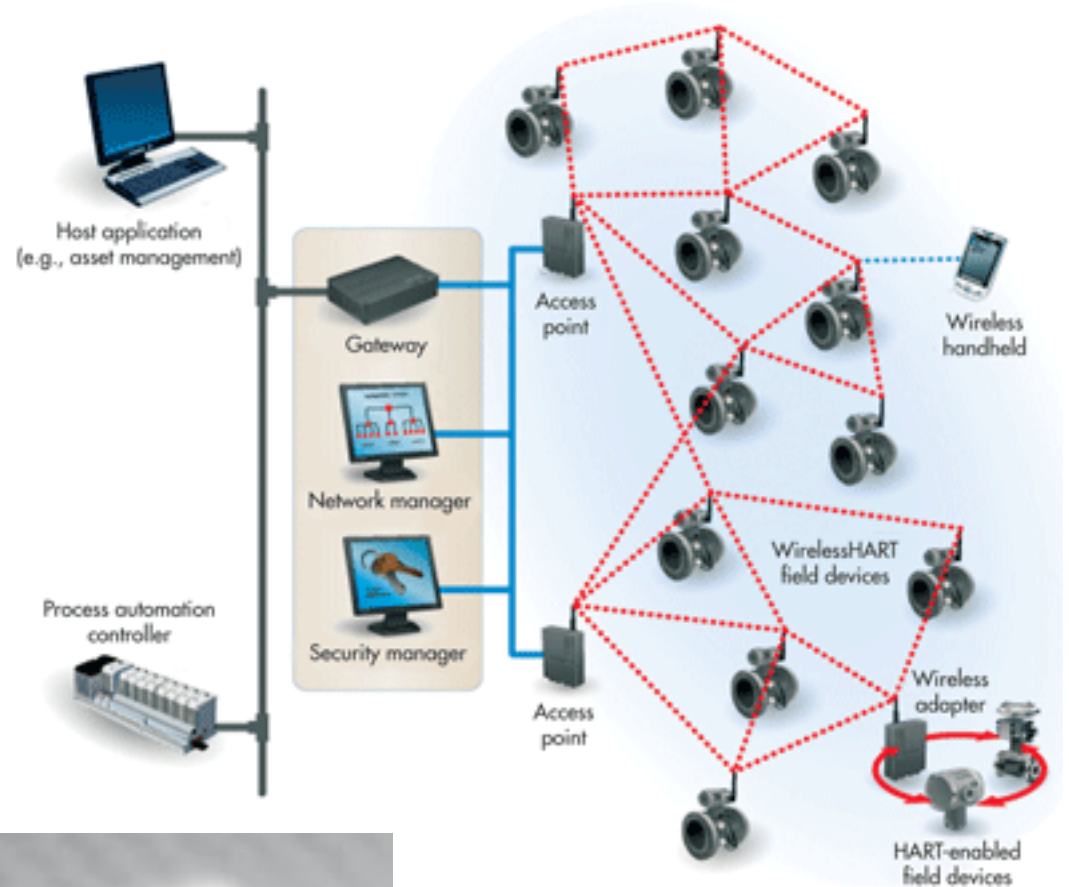 Host application
(e.g., asset management)
Gateway
Network manager
Security manager
Process automation
controller
Access
point
Access
point
Wireless
handheld
WirelessHART
field devices
Wireless
adapter
HART-enabled
field devices